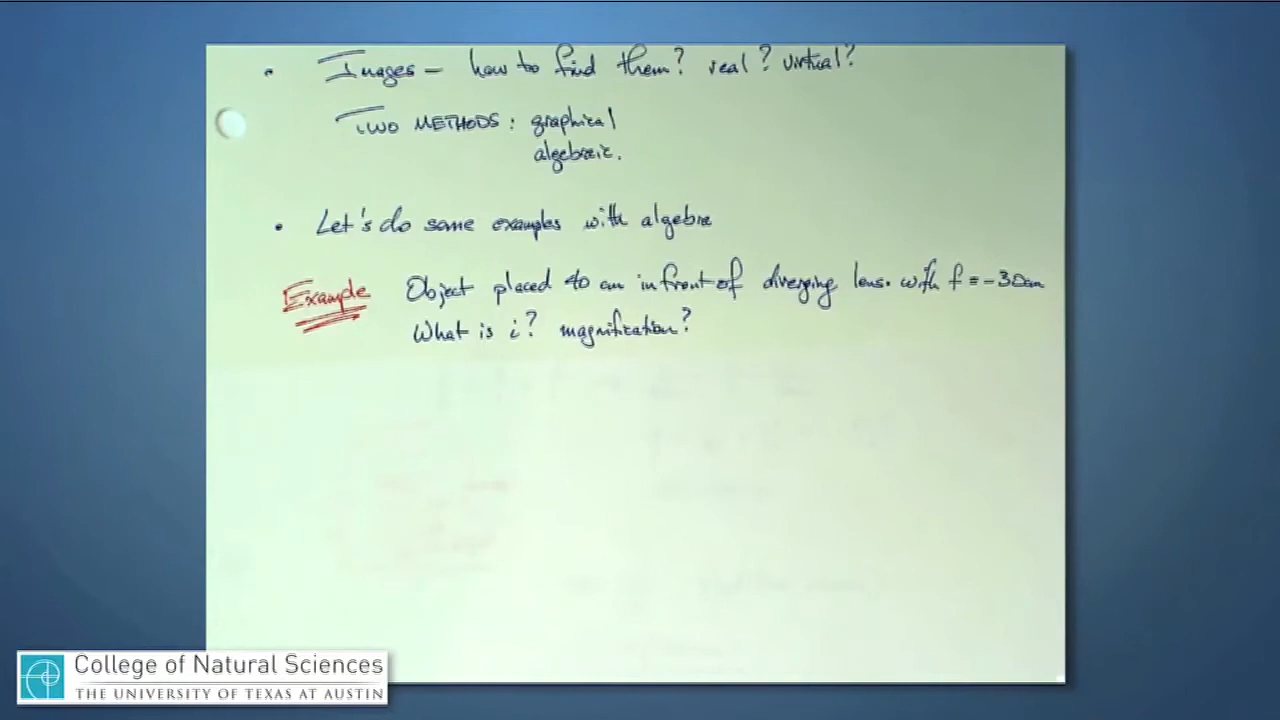 • Images – how to find them? real? virtual?
TWO METHODS: graphical
algebraic.
• Let's do some examples with algebra
Example Object placed 40 cm in front of diverging lens. with f = -30cm
What is i? magnification?
College of Natural Sciences
THE UNIVERSITY OF TEXAS AT AUSTIN